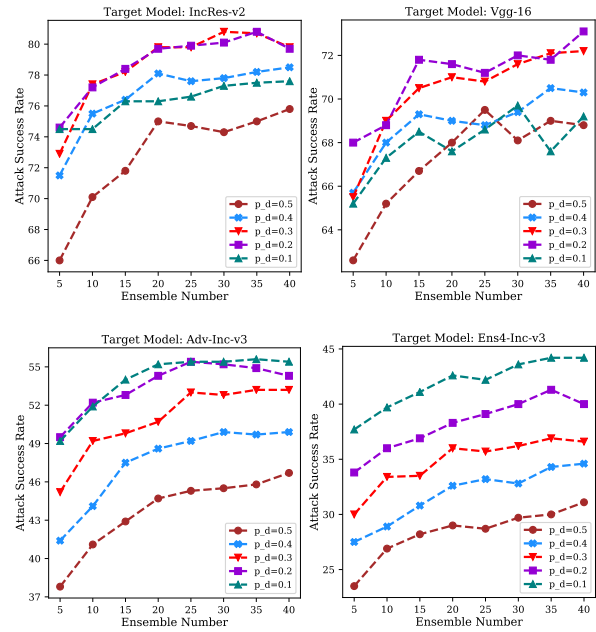 Target Model: IncRes-v2
Attack Success Rate
80
78
76
74
72
70
68
66
5 10 15 20 25 30 35 40
Ensemble Number
p_d=0.5
p_d=0.4
p_d=0.3
p_d=0.2
p_d=0.1
Target Model: Vgg-16
Attack Success Rate
72
70
68
66
64
5 10 15 20 25 30 35 40
Ensemble Number
p_d=0.5
p_d=0.4
p_d=0.3
p_d=0.2
p_d=0.1
Target Model: Adv-Inc-v3
Attack Success Rate
55
52
49
46
43
40
37
5 10 15 20 25 30 35 40
Ensemble Number
p_d=0.5
p_d=0.4
p_d=0.3
p_d=0.2
p_d=0.1
Target Model: Ens4-Inc-v3
Attack Success Rate
45
40
35
30
25
5 10 15 20 25 30 35 40
Ensemble Number
p_d=0.5
p_d=0.4
p_d=0.3
p_d=0.2
p_d=0.1